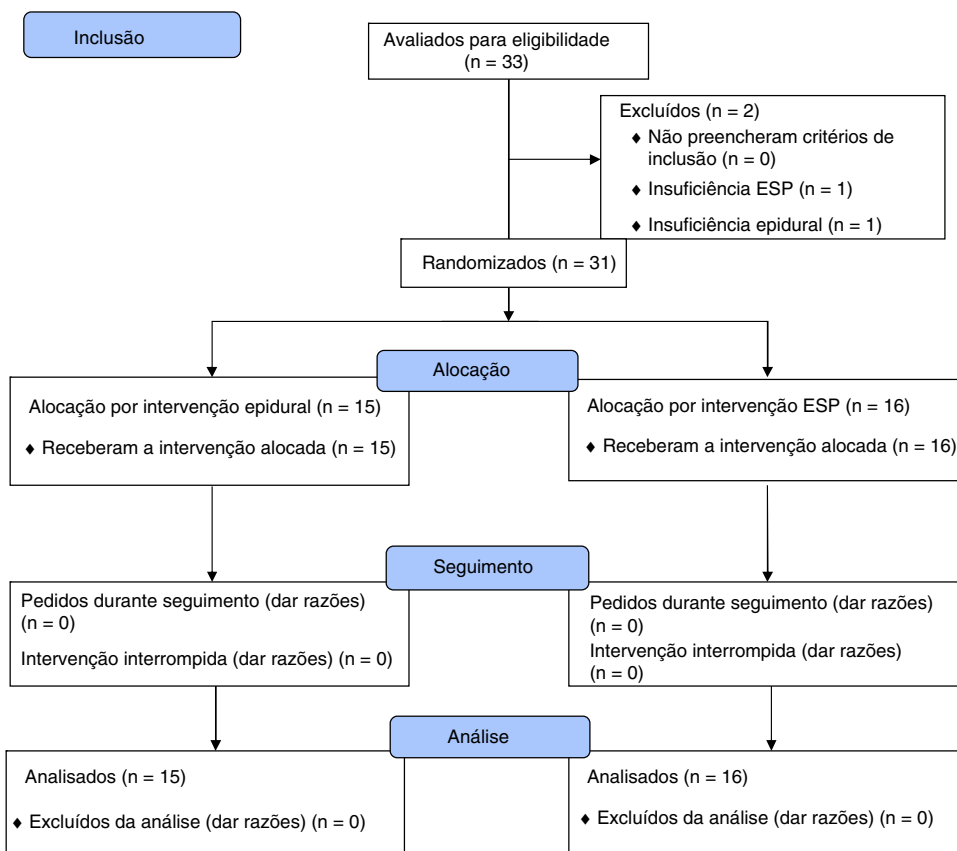 Inclusão
Avaliados para eligibilidade
(n = 33)
Excluídos (n = 2)
♦ Não preencheram critérios de
inclusão (n = 0)
♦ Insuficiência ESP (n = 1)
♦ Insuficiência epidural (n = 1)
Randomizados (n = 31)
Alocação
Alocação por intervenção epidural (n = 15)
♦ Receberam a intervenção alocada (n = 15)
Alocação por intervenção ESP (n = 16)
♦ Receberam a intervenção alocada (n = 16)
Seguimento
Pedidos durante seguimento (dar razões)
(n = 0)
Intervenção interrompida (dar razões) (n = 0)
Pedidos durante seguimento (dar razões)
(n = 0)
Intervenção interrompida (dar razões)
(n = 0)
Análise
Analisados (n = 15)
♦ Excluídos da análise (dar razões) (n = 0)
Analisados (n = 16)
♦ Excluídos da análise (dar razões) (n = 0)